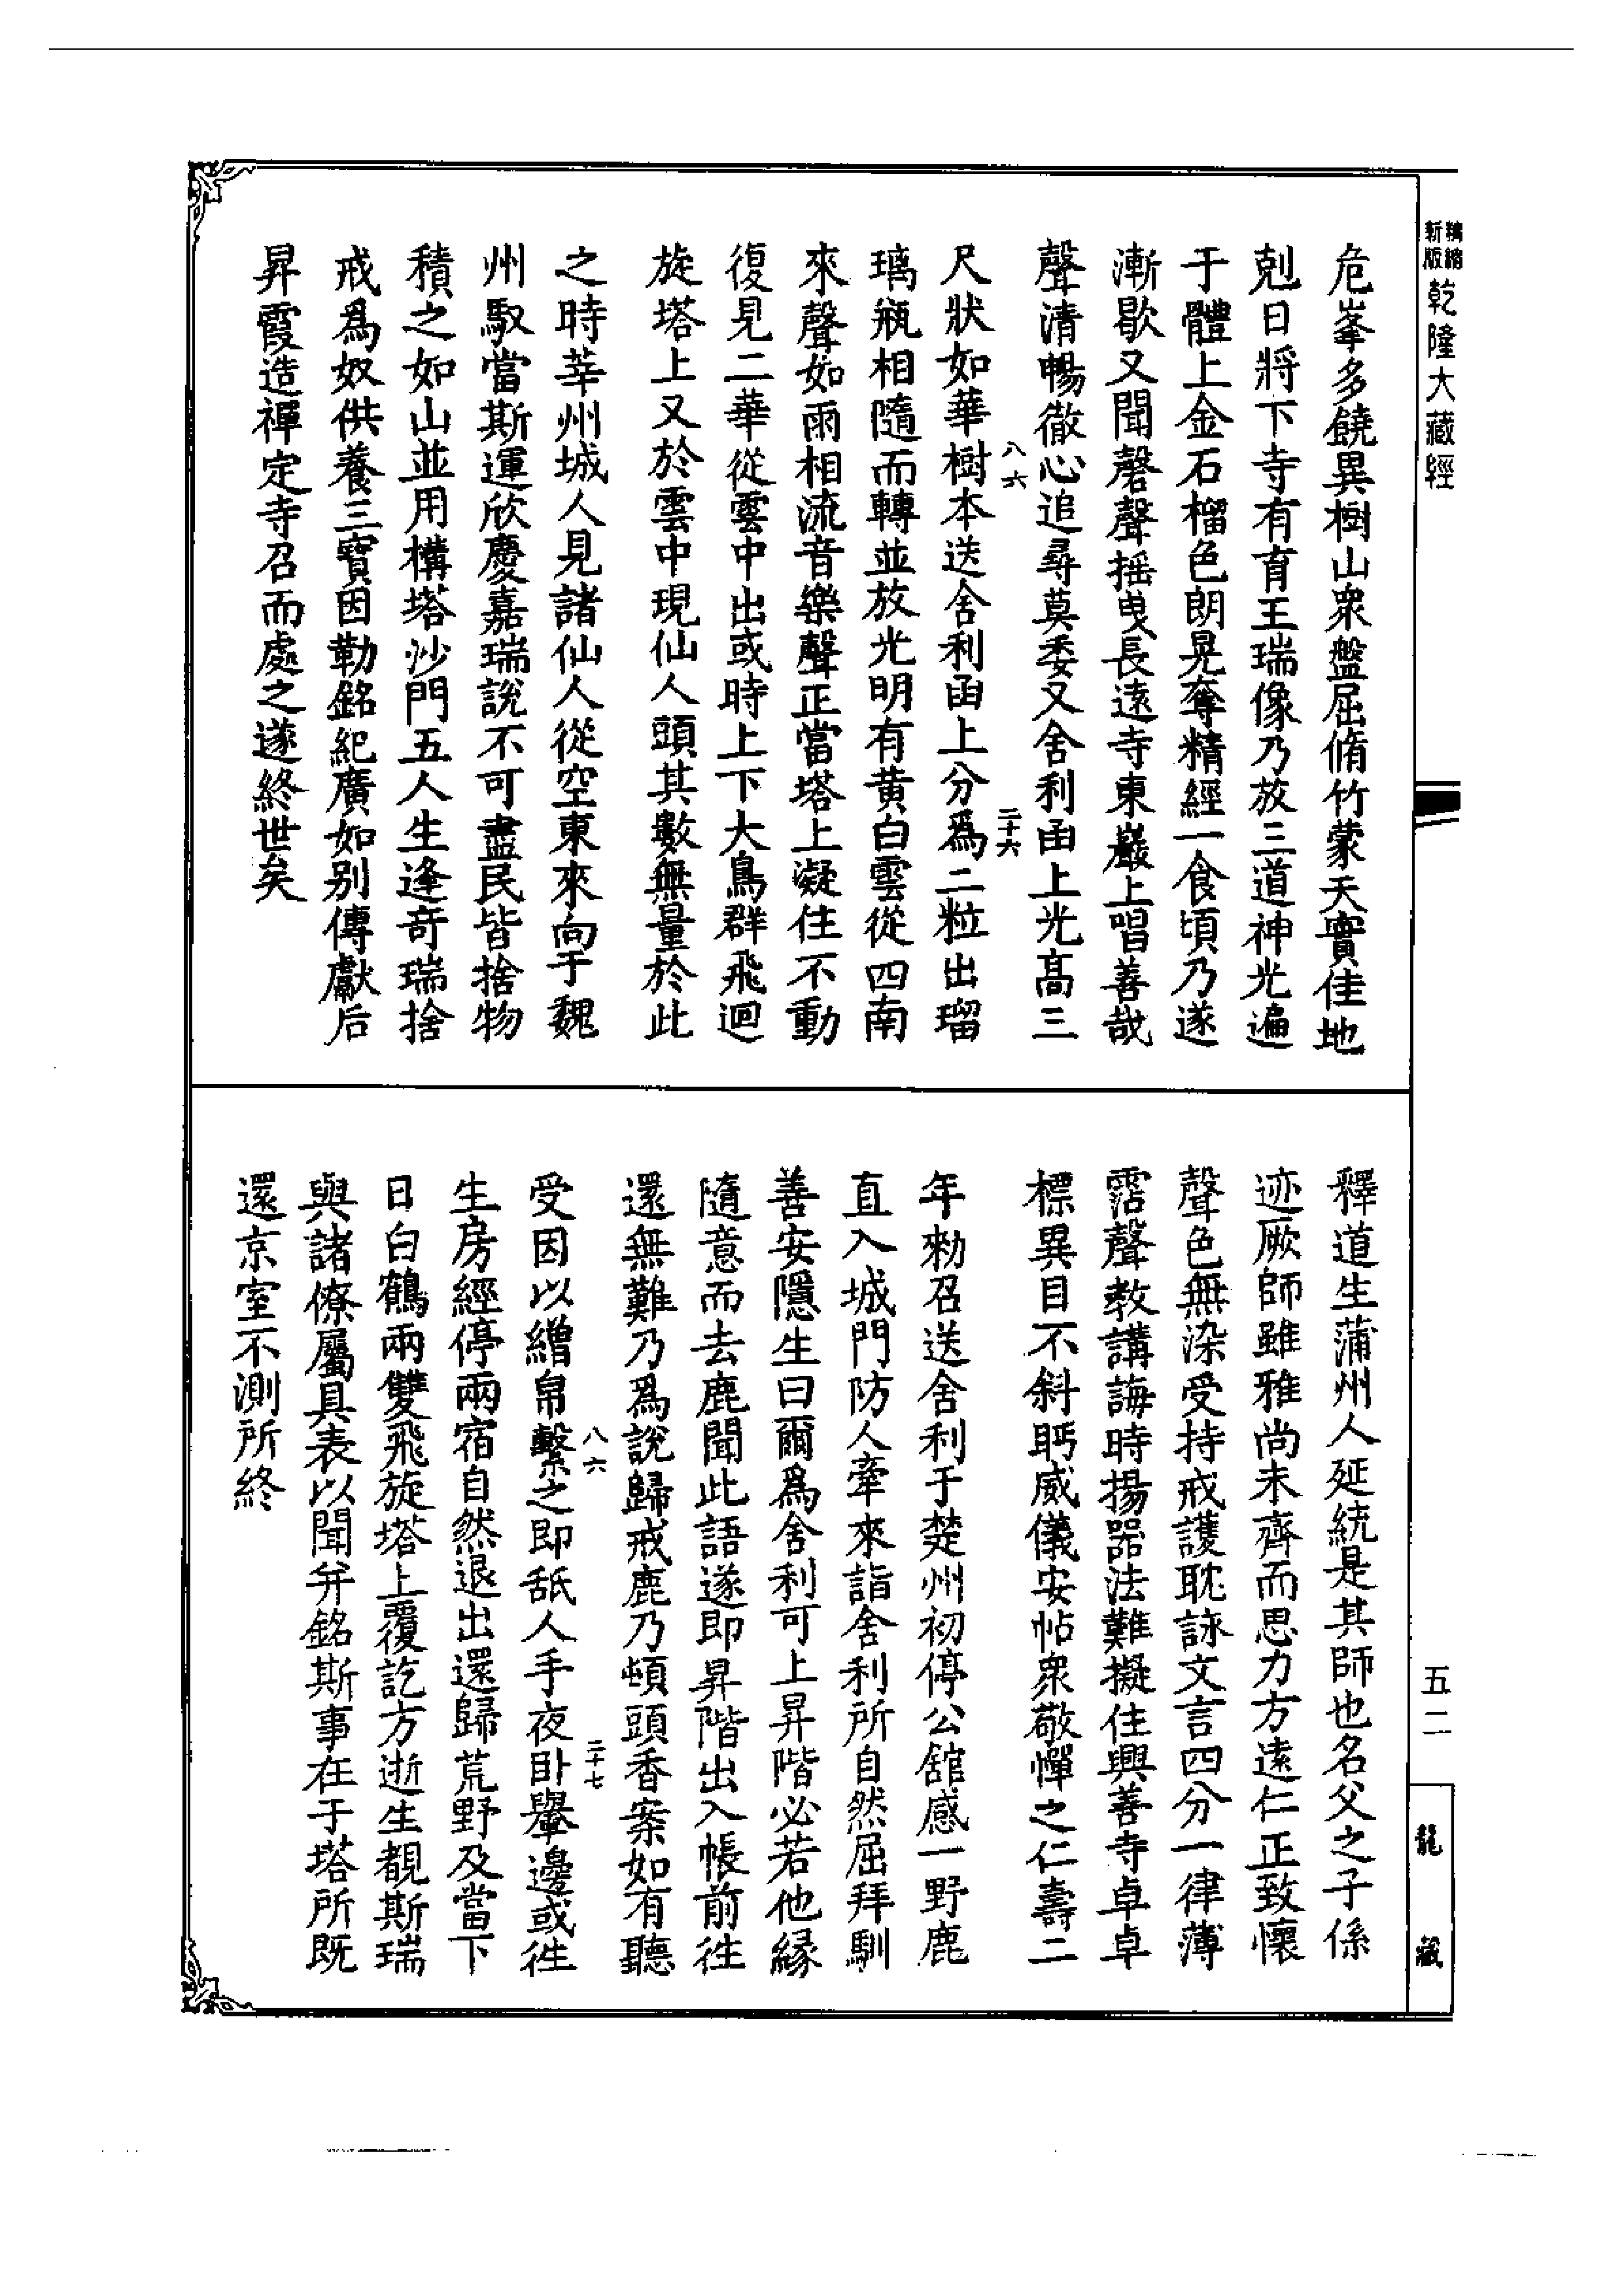 精縮新版乾隆大藏經
危峯多饒異樹山衆盤屈脩竹蒙天實佳地
剋日將下寺有育王瑞像乃放三道神光遍
于體上金石榴色朗晃奪精經一食頃乃遂
漸歇又聞磬聲揺曳長遠寺東巖上唱善哉
聲清暢徹心追尋莫委又舍利函上光高三
八六 二十六
尺狀如華樹本送舍利函上分爲二粒出瑠
璃瓶相隨而轉並放光明有黄白雲從四南
來聲如雨相流音樂聲正當塔上凝住不動
復見二華從雲中出或時上下大鳥群飛迴
旋塔上又於雲中現仙人頭其數無量於此
之時莘州城人見諸仙人從空東來向于魏
州馭當斯運欣慶嘉瑞說不可盡民皆捨物
積之如山並用構塔沙門五人生逢奇瑞捨
戒爲奴供養三寶因勒銘紀廣如别傳獻后
昇霞造禪定寺召而處之遂終世矣
釋道生蒲州人延統是其師也名父之子係
迹厥師雖雅尚未齊而思力方遠仁正致懷
聲色無染受持戒護耽詠文言四分一律薄
霑聲教講誨時揚器法難擬住興善寺卓卓
標異目不斜眄威儀安帖衆敬憚之仁壽二
年勑召送舍利于楚州初停公舘感一野鹿
直入城門防人牽來詣舍利所自然屈拜馴
善安隱生曰爾爲舍利可上昇階必若他縁
隨意而去鹿聞此語遂即昇階出入帳前徃
還無難乃爲說歸戒鹿乃頓頭香案如有聽
八六 二十七
受因以繒帛繫之即舐人手夜卧轝邊或徃
生房經停兩宿自然退出還歸荒野及當下
日白鶴兩雙飛旋塔上覆訖方逝生覩斯瑞
與諸僚屬具表以聞并銘斯事在于塔所旣
還京室不測所終
五二
龍藏